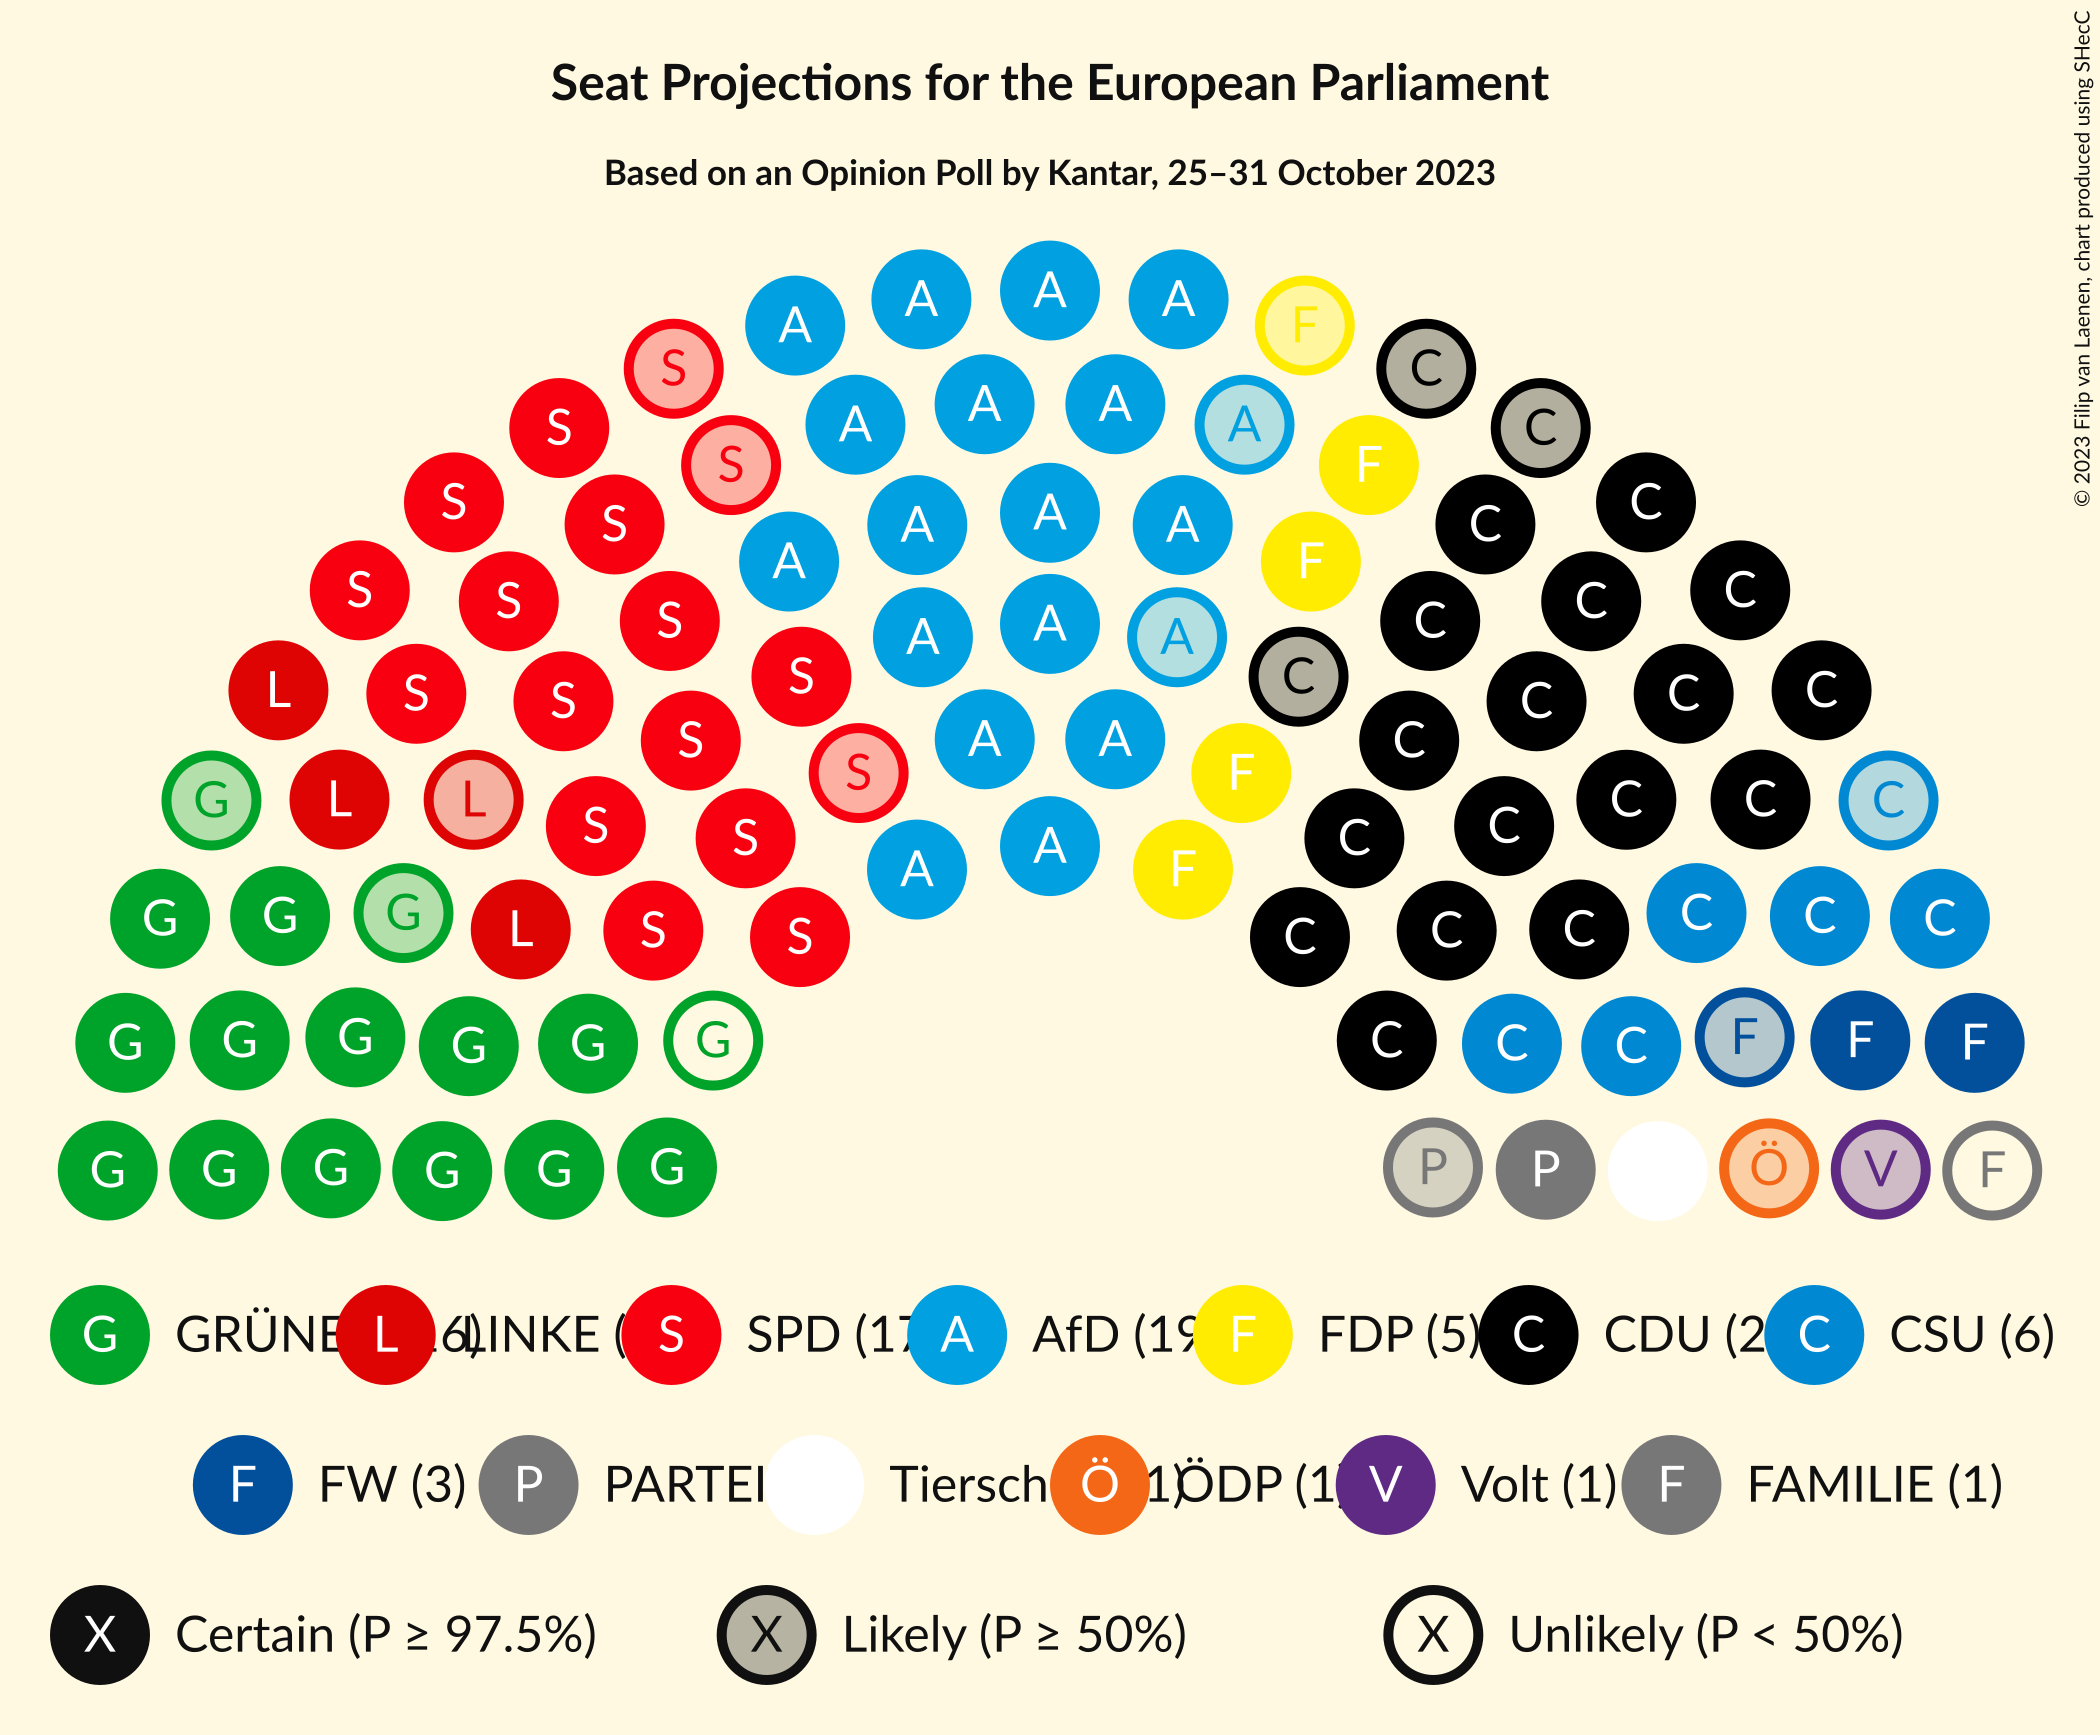 Seat Projections for the European Parliament
Based on an Opinion Poll by Kantar, 25–31 October 2023
© 2023 Filip van Laenen, chart produced using SHecC
A A A A F
S C
S A A A A C
S F
S S A A A C C
A F
S S S A A A C C C
L S S S C C C C
S A A C
G L L S F C C C
S S A C C
A F
G G G L S S C C C C C C
G G G G G G C C C F F F
G G G G G G P P Ö V F
G GRÜNE 6) L LINKE ( S SPD (17 A AfD (19 F FDP (5) C CDU (2 C CSU (6)
F FW (3) P PARTEI Tiersch 1) Ö ÖDP (1) V Volt (1) F FAMILIE (1)
X Certain (P ≥ 97.5%) X Likely (P ≥ 50%) X Unlikely (P < 50%)